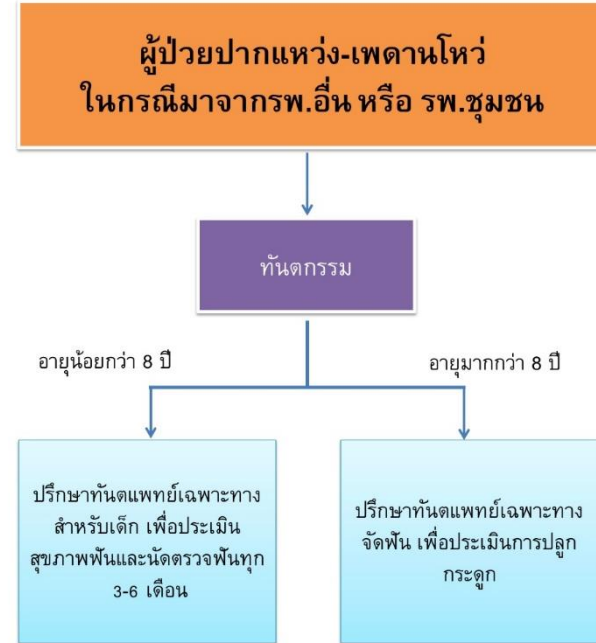 ผู้ป่วยปากแหว่ง-เพดานโหว่
ในกรณีมาจากรพ.อื่น หรือ รพ.ชุมชน
ทันตกรรม
อายุน้อยกว่า 8 ปี
อายุมากกว่า 8 ปี
ปรึกษาทันตแพทย์เฉพาะทาง
สำหรับเด็ก เพื่อประเมิน
สุขภาพฟันและนัดตรวจฟันทุก
3-6 เดือน
ปรึกษาทันตแพทย์เฉพาะทาง
จัดฟัน เพื่อประเมินการปลูก
กระดูก